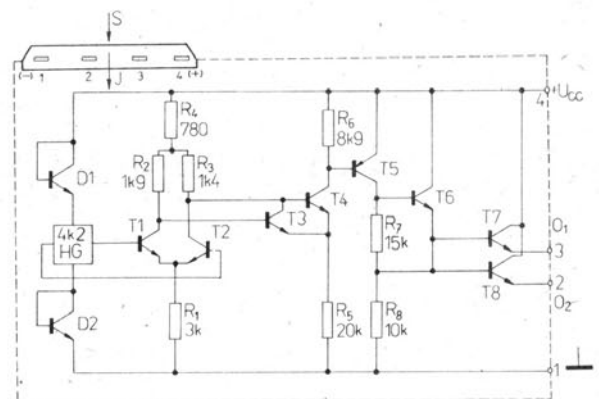 S
(-) 1 2 J 3 4 (+)
4 +Ucc
R4
780
R6
8k9
D1
R2
1k9
R3
1k4
T5
T4
T6
4k2
HG
T1
T2
T3
R7
15k
T7
O1
3
2
T8
O2
D2
R1
3k
R5
20k
R8
10k
1